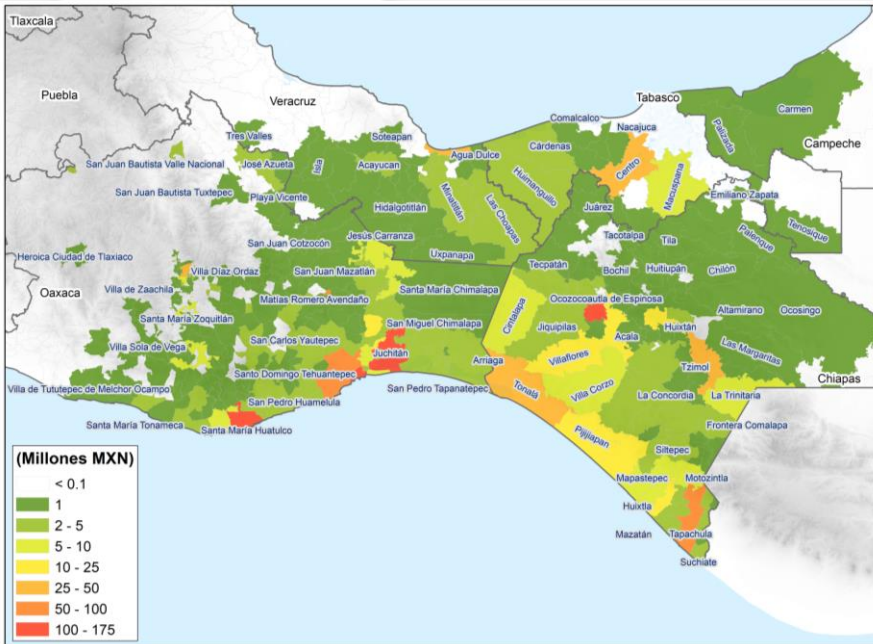 Tlaxcala
Puebla
Veracruz
Tabasco
Comalcalco
Nacajuca
Carmen
Tres Valles
Soteapan
Cárdenas
Palizada
Campeche
San Juan Bautista Valle Nacional
José Azueta
Isla
Acayucan
Agua Dulce
Centro
Macuspana
San Juan Bautista Tuxtepec
Playa Vicente
Minatitlán
Las Choapas
Huimanguillo
Emiliano Zapata
Hidalgotitlán
Juárez
Tenosique
Heroica Ciudad de Tlaxiaco
San Juan Cotzocón
Jesús Carranza
Uxpanapa
Tacotalpa
Tila
Palenque
Villa Díaz Ordaz
San Juan Mazatlán
Tecpatán
Bochil
Huitiupán
Chilón
Villa de Zaachila
Oaxaca
Matías Romero Avendaño
Santa María Chimalapa
Ocozocoautla de Espinosa
Altamirano
Ocosingo
Santa María Zoquitlán
San Miguel Chimalapa
Cintalapa
Jiquipilas
Acala
Huixtán
Villa Sola de Vega
San Carlos Yautepec
Juchitán
Arriaga
Villaflores
Tzimol
Las Margaritas
Santo Domingo Tehuantepec
Chiapas
Villa de Tututepec de Melchor Ocampo
San Pedro Huamelula
San Pedro Tapanatepec
Tonalá
Villa Corzo
La Concordia
La Trinitaria
Santa María Tonameca
Santa María Huatulco
Pijijiapan
Frontera Comalapa
Siltepec
Mapastepec
Motozintla
Huixtla
Mazatán
Tapachula
Suchiate
(Millones MXN)
< 0.1
1
2 - 5
5 - 10
10 - 25
25 - 50
50 - 100
100 - 175